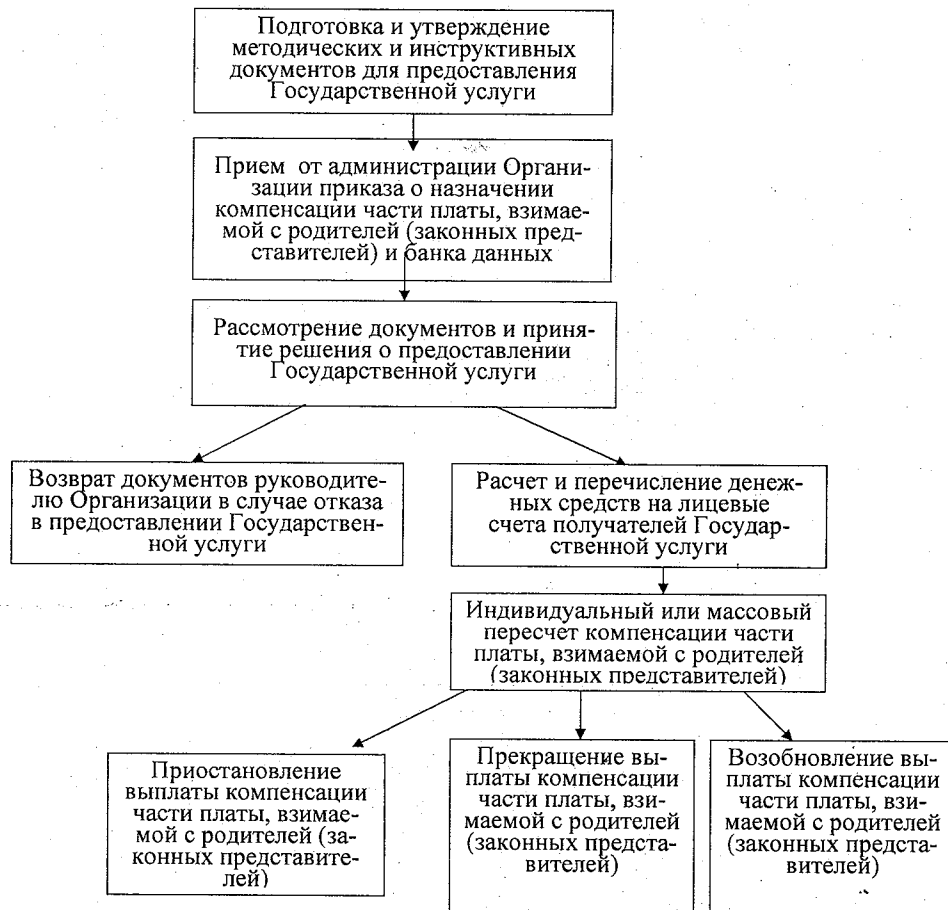 Подготовка и утверждение
методических и инструктивных
документов для предоставления
Государственной услуги
Прием от администрации Органи-
зации приказа о назначении
компенсации части платы, взимае-
мой с родителей (законных пред-
ставителей) и банка данных
Рассмотрение документов и приня-
тие решения о предоставлении
Государственной услуги
Возврат документов руководите-
лю Организации в случае отказа
в предоставлении Государствен-
ной услуги
Расчет и перечисление денеж-
ных средств на лицевые
счета получателей Государ-
ственной услуги
Индивидуальный или массовый
пересчет компенсации части
платы, взимаемой с родителей
(законных представителей)
Приостановление
выплаты компенсации
части платы, взимае-
мой с родителей (за-
конных представите-
лей)
Прекращение вы-
платы компенсации
части платы, взи-
маемой с родителей
(законных предста-
вителей)
Возобновление вы-
платы компенсации
части платы, взи-
маемой с родителей
(законных предста-
вителей)